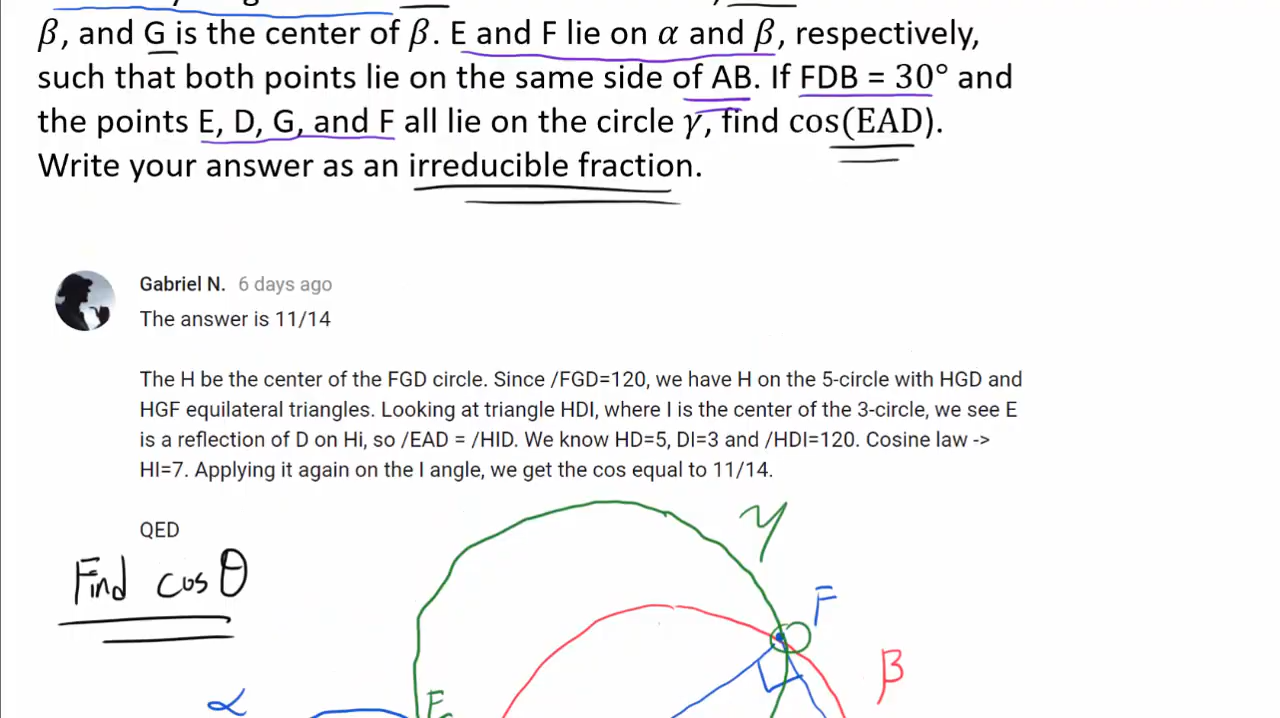 β, and G is the center of β. E and F lie on α and β, respectively,
such that both points lie on the same side of AB. If FDB = 30° and
the points E, D, G, and F all lie on the circle γ, find cos(EAD).
Write your answer as an irreducible fraction.
Gabriel N. 6 days ago
The answer is 11/14
The H be the center of the FGD circle. Since /FGD=120, we have H on the 5-circle with HGD and
HGF equilateral triangles. Looking at triangle HDI, where I is the center of the 3-circle, we see E
is a reflection of D on Hi, so /EAD = /HID. We know HD=5, DI=3 and /HDI=120. Cosine law ->
HI=7. Applying it again on the I angle, we get the cos equal to 11/14.
QED
Find cos θ
γ
F
β
E
α